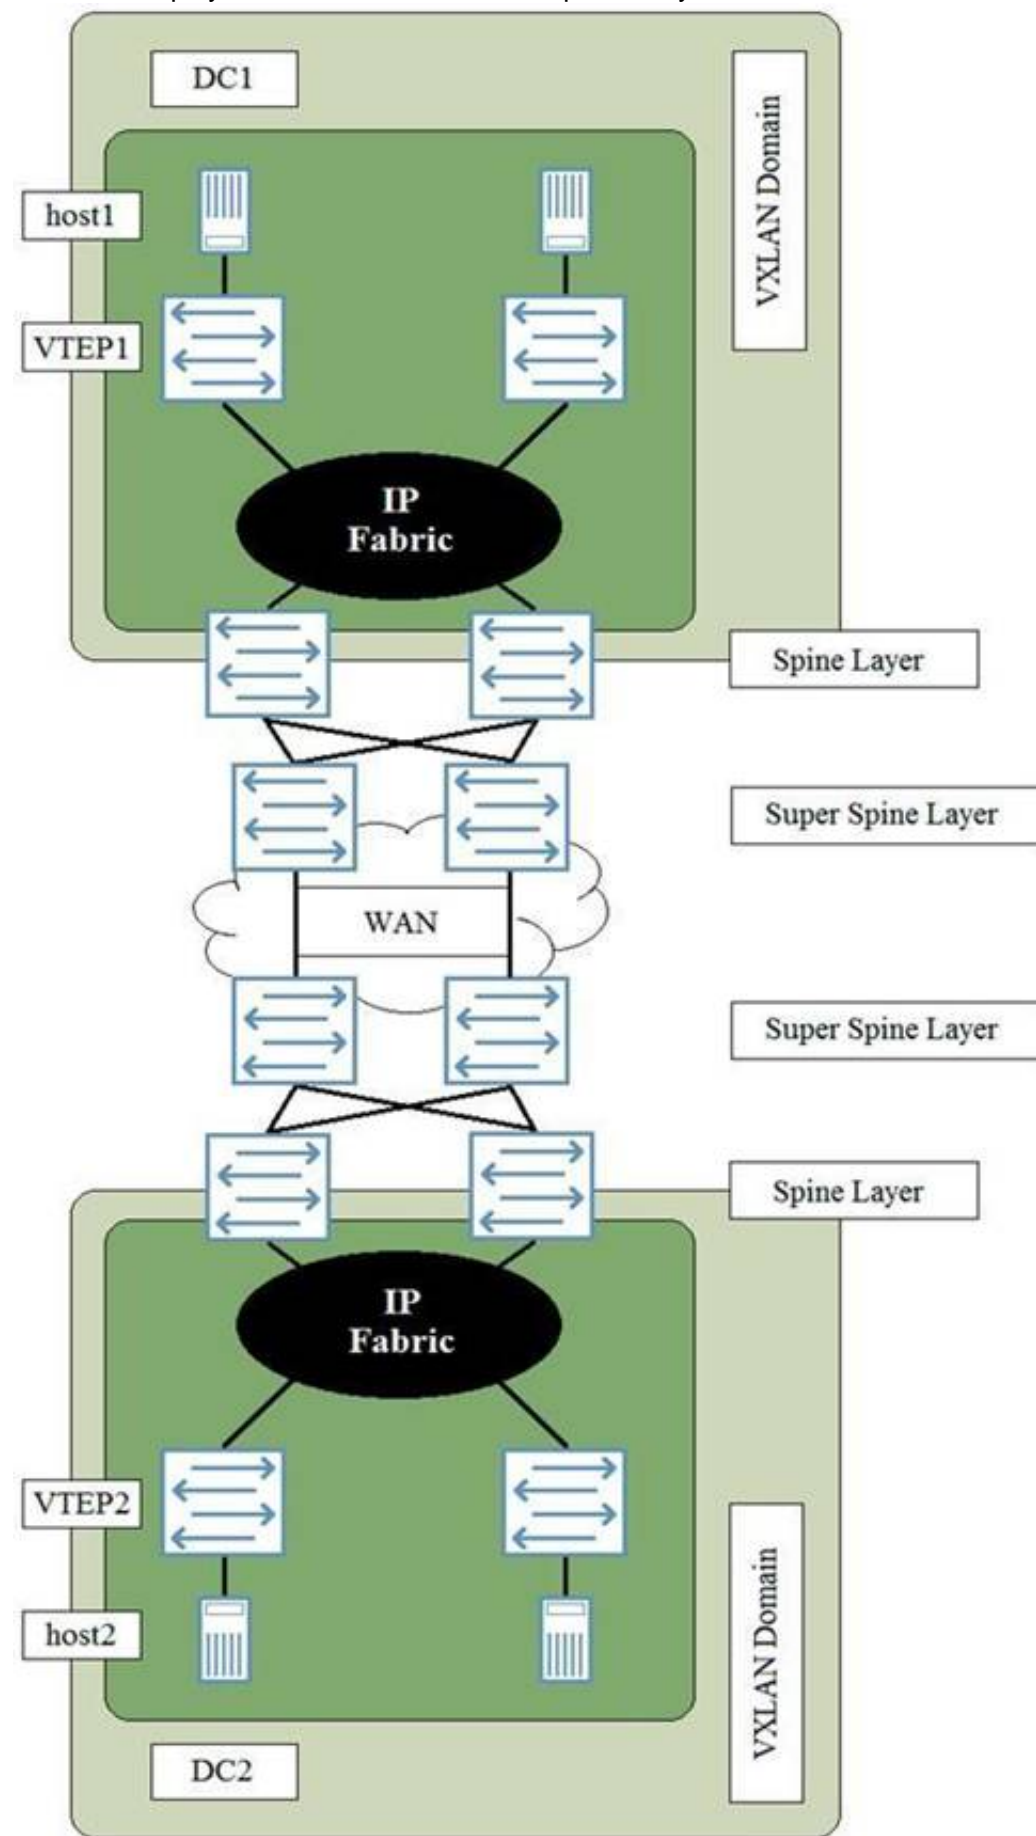 DC1
VXLAN Domain
host1
VTEP1
IP
Fabric
Spine Layer
Super Spine Layer
WAN
Super Spine Layer
Spine Layer
IP
Fabric
VTEP2
VXLAN Domain
host2
DC2